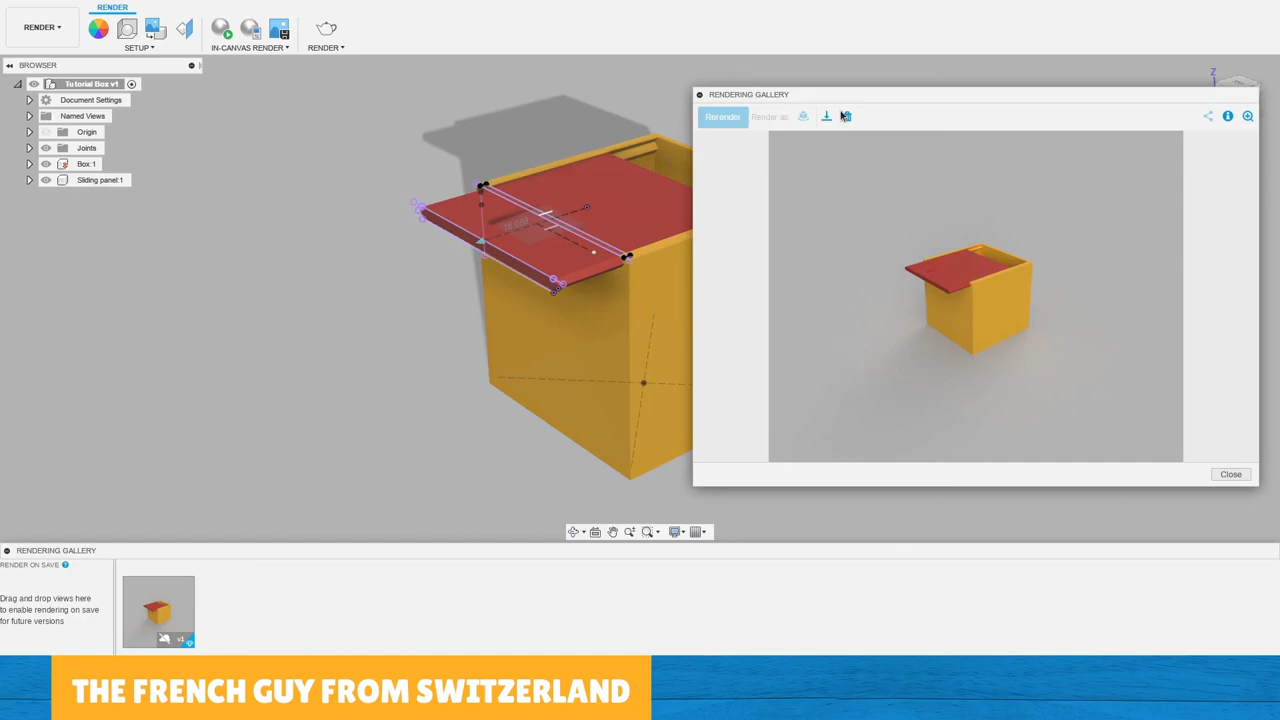 RENDER
RENDER ▾
SETUP ▾
IN-CANVAS RENDER ▾
RENDER ▾
BROWSER
Tutorial Box v1
Document Settings
Named Views
Origin
Joints
Box:1
Sliding panel:1
Z
RENDERING GALLERY
Rerender
Render as:
Close
RENDERING GALLERY
RENDER ON SAVE
Drag and drop views here
to enable rendering on save
for future versions
v1
THE FRENCH GUY FROM SWITZERLAND